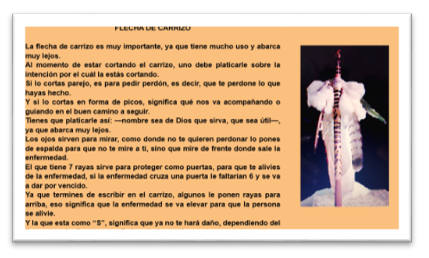 FLECHA DE CARRIZO
La flecha de carrizo es muy importante, ya que tiene mucho uso y abarca
muy lejos.
Al momento de estar cortando el carrizo, uno debe platicarle sobre la
intención por el cuál la estás cortando.
Si lo cortas parejo, es para pedir perdón, es decir, que te perdone lo que
hayas hecho.
Y si lo cortas en forma de picos, significa qué nos va acompañando o
guiando en el buen camino a seguir.
Tienes que platicarle así: —nombre sea de Dios que sirva, que sea útil—,
ya que abarca muy lejos.
Los ojos sirven para mirar, como donde no te quieren perdonar lo pones
de espalda para que no te mire a ti, sino que mire de frente donde sale la
enfermedad.
El que tiene 7 rayas sirve para proteger como puertas, para que te alivies
de la enfermedad, si la enfermedad cruza una puerta le faltarían 6 y se va
a dar por vencido.
Ya que termines de escribir en el carrizo, algunos le ponen rayas para
arriba, eso significa que la enfermedad se va elevar para que la persona
se alivie.
Y la que esta como “S”, significa que ya no te hará daño, dependiendo del